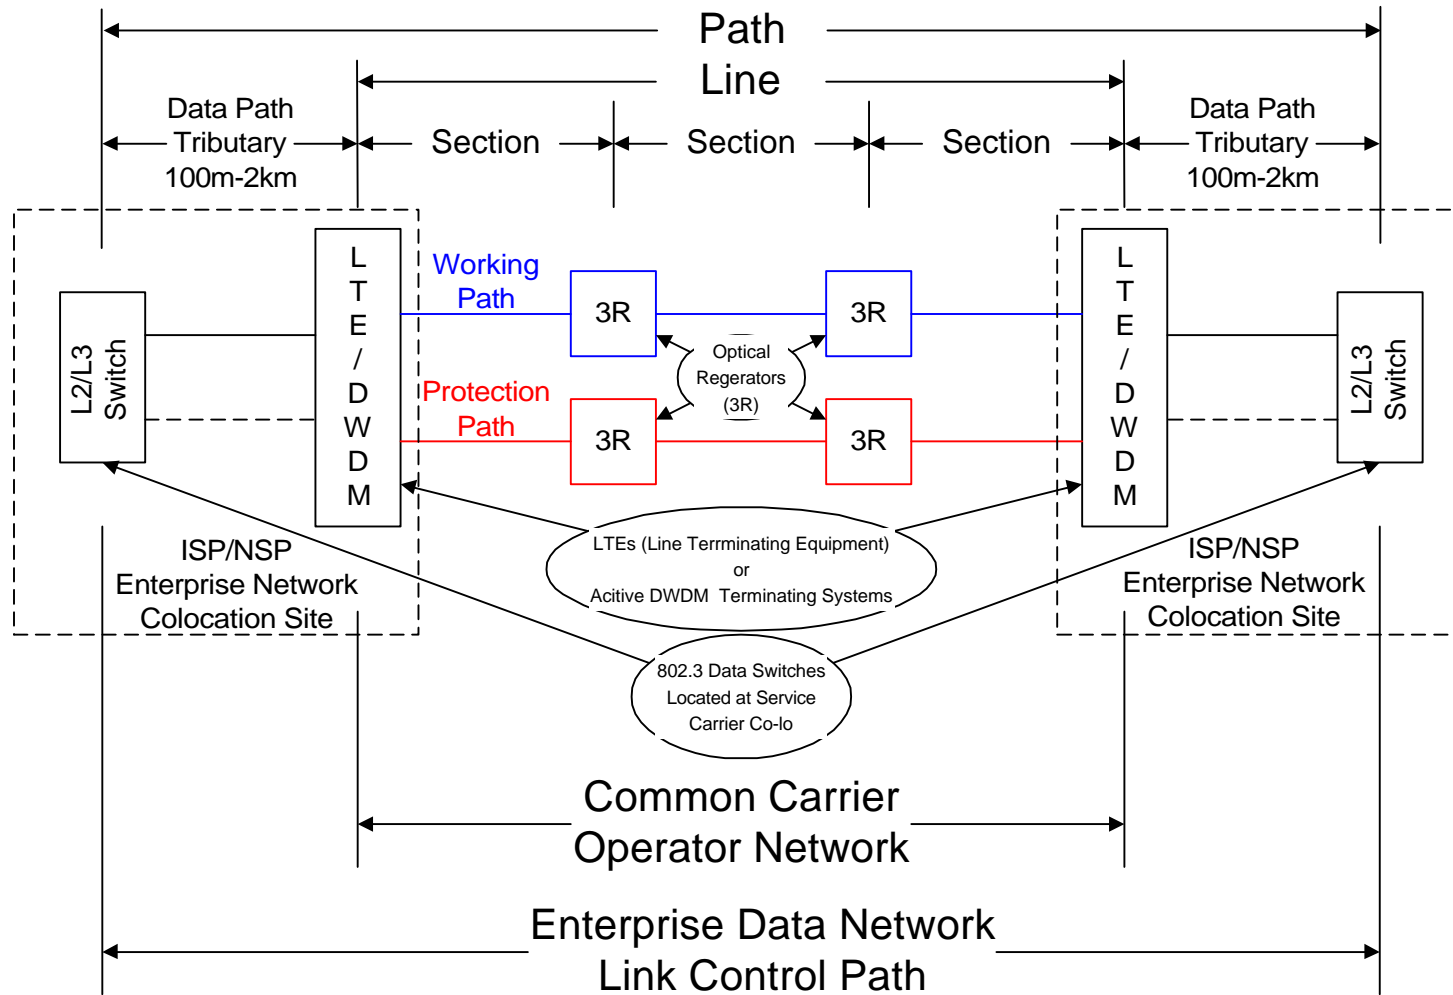 Path
Line
Data Path
Tributary
100m-2km
Section
Section
Section
Data Path
Tributary
100m-2km
L2/L3
Switch
L
T
E
/
D
W
D
M
Working
Path
3R
3R
Optical
Regerators
(3R)
Protection
Path
3R
3R
L
T
E
/
D
W
D
M
L2/L3
Switch
ISP/NSP
Enterprise Network
Colocation Site
LTEs (Line Terrminating Equipment)
or
Acitive DWDM Terminating Systems
ISP/NSP
Enterprise Network
Colocation Site
802.3 Data Switches
Located at Service
Carrier Co-lo
Common Carrier
Operator Network
Enterprise Data Network
Link Control Path